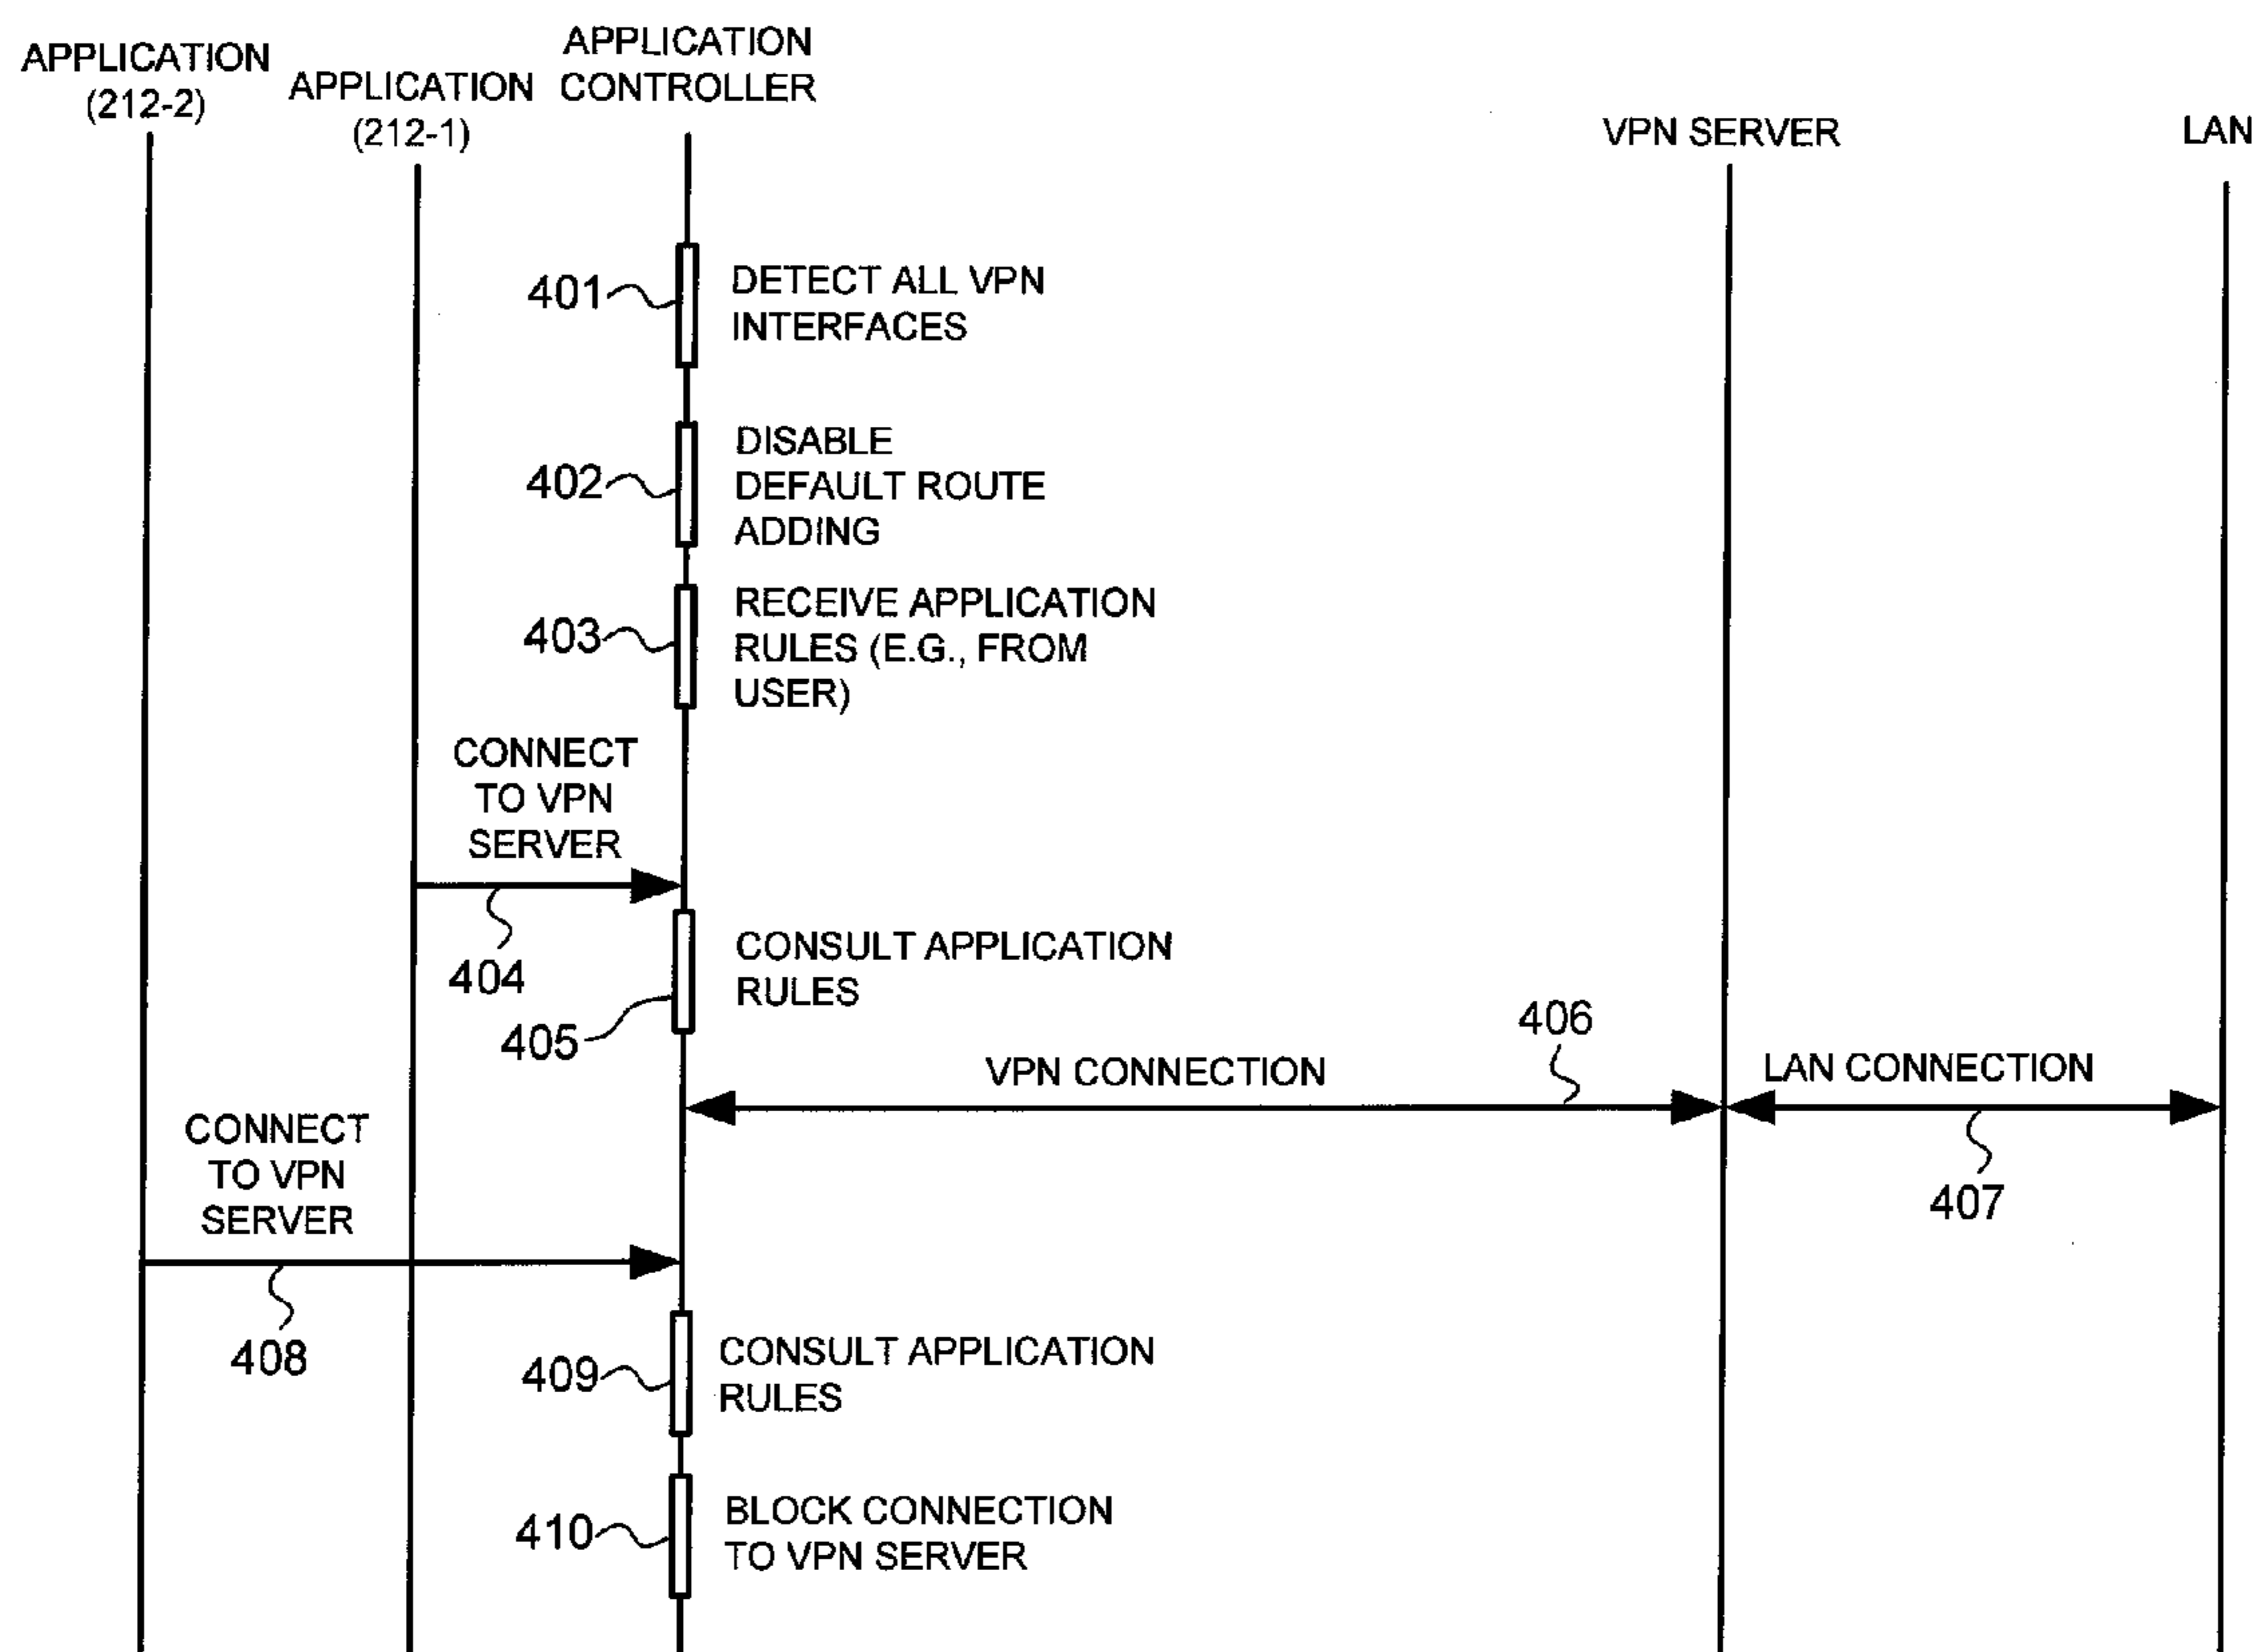 APPLICATION
(212-2)
APPLICATION
(212-1)
APPLICATION
CONTROLLER
VPN SERVER
LAN
401
DETECT ALL VPN
INTERFACES
402
DISABLE
DEFAULT ROUTE
ADDING
403
RECEIVE APPLICATION
RULES (E.G., FROM
USER)
CONNECT
TO VPN
SERVER
404
CONSULT APPLICATION
RULES
405
406
VPN CONNECTION
LAN CONNECTION
407
CONNECT
TO VPN
SERVER
408
409
CONSULT APPLICATION
RULES
410
BLOCK CONNECTION
TO VPN SERVER